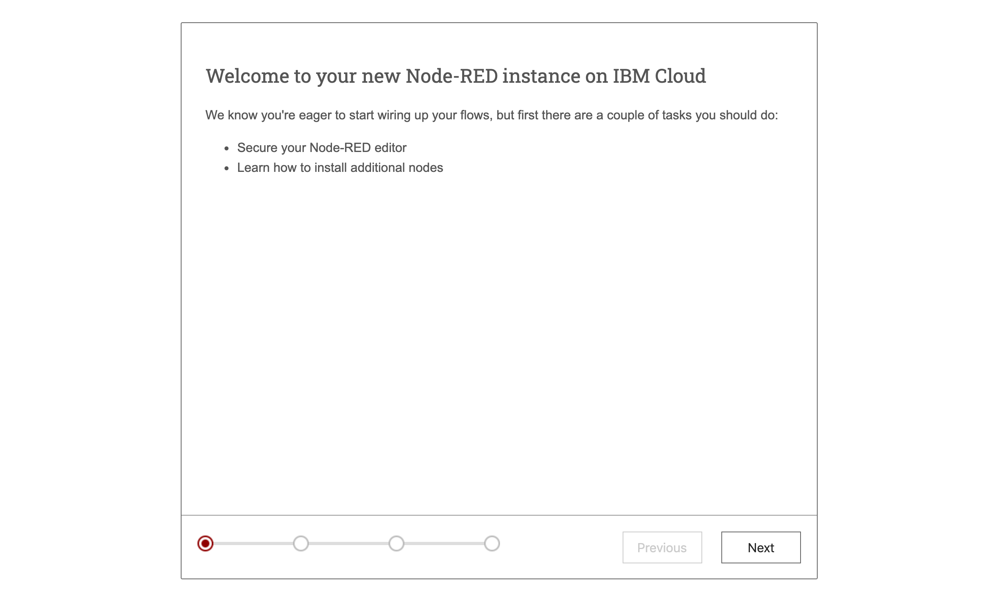 Welcome to your new Node-RED instance on IBM Cloud
We know you're eager to start wiring up your flows, but first there are a couple of tasks you should do:
Secure your Node-RED editor
Learn how to install additional nodes
Previous
Next